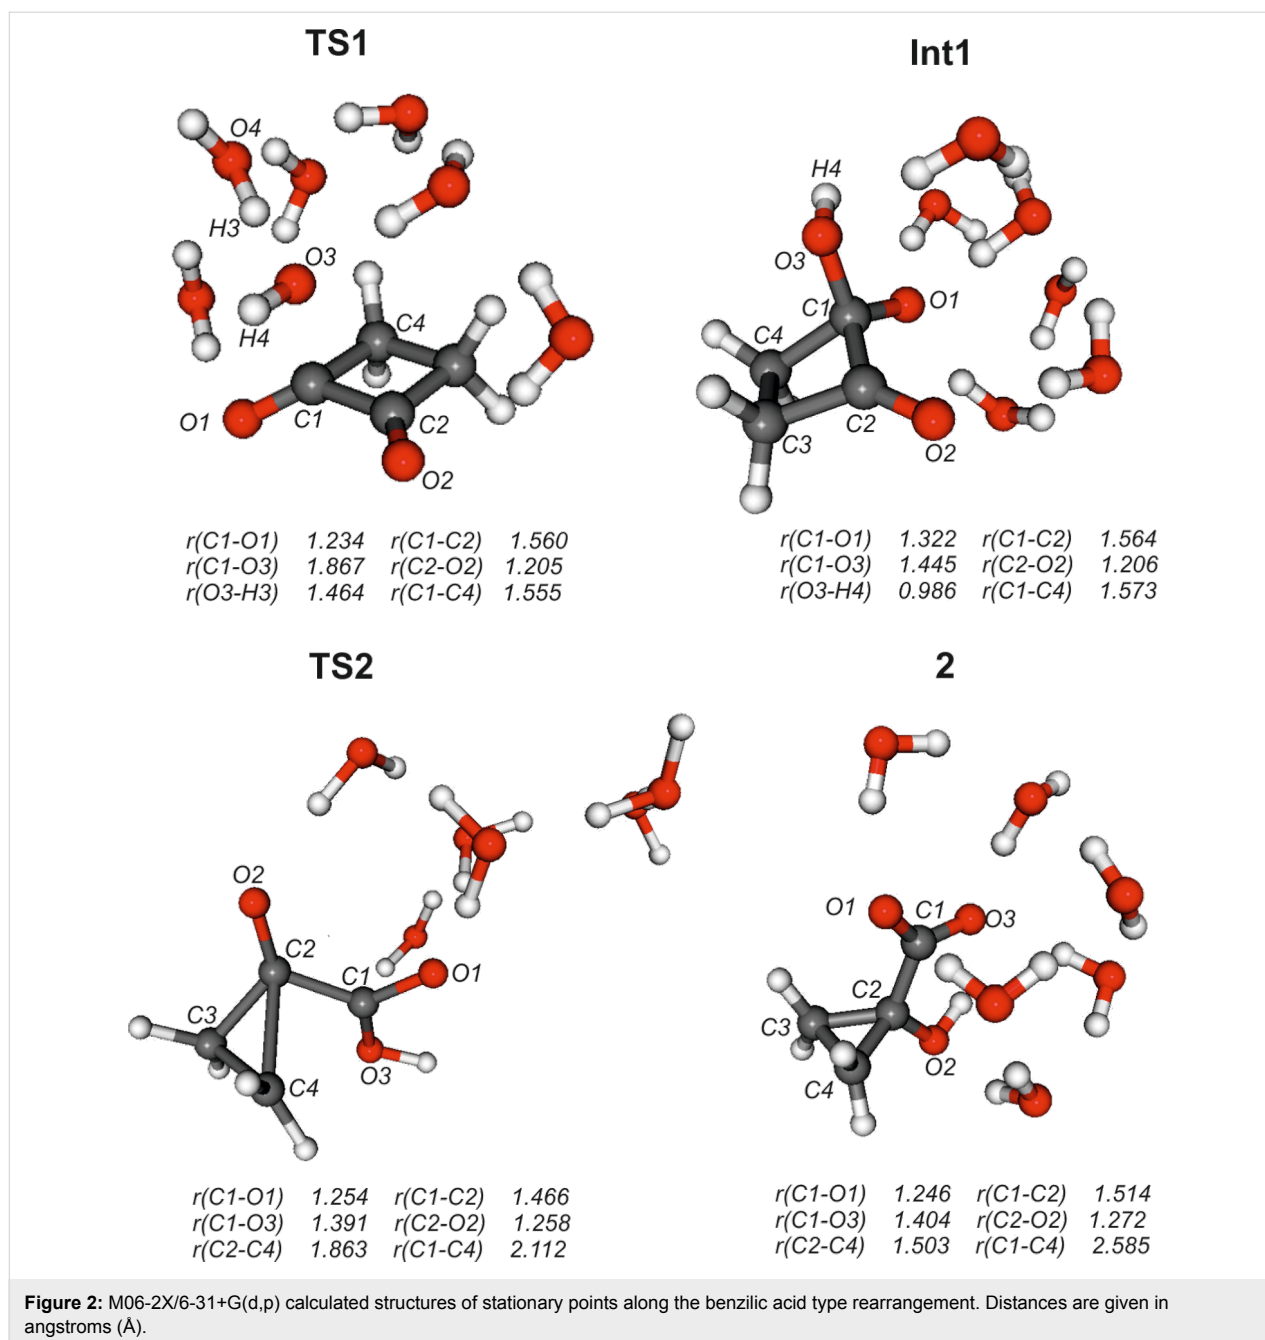 TS1
Int1
O4
H3
O3
H4
C4
O1
C1
C2
O2
H4
O3
C1
O1
C4
C3
C2
O2
r(C1-O1) 1.234 r(C1-C2) 1.560
r(C1-O3) 1.867 r(C2-O2) 1.205
r(O3-H3) 1.464 r(C1-C4) 1.555
r(C1-O1) 1.322 r(C1-C2) 1.564
r(C1-O3) 1.445 r(C2-O2) 1.206
r(O3-H4) 0.986 r(C1-C4) 1.573
TS2
2
O2
C2
C1
O1
C3
C4
O3
O1
C1
O3
C2
C3
C4
O2
r(C1-O1) 1.254 r(C1-C2) 1.466
r(C1-O3) 1.391 r(C2-O2) 1.258
r(C2-C4) 1.863 r(C1-C4) 2.112
r(C1-O1) 1.246 r(C1-C2) 1.514
r(C1-O3) 1.404 r(C2-O2) 1.272
r(C2-C4) 1.503 r(C1-C4) 2.585
Figure 2: M06-2X/6-31+G(d,p) calculated structures of stationary points along the benzilic acid type rearrangement. Distances are given in
angstroms (Å).